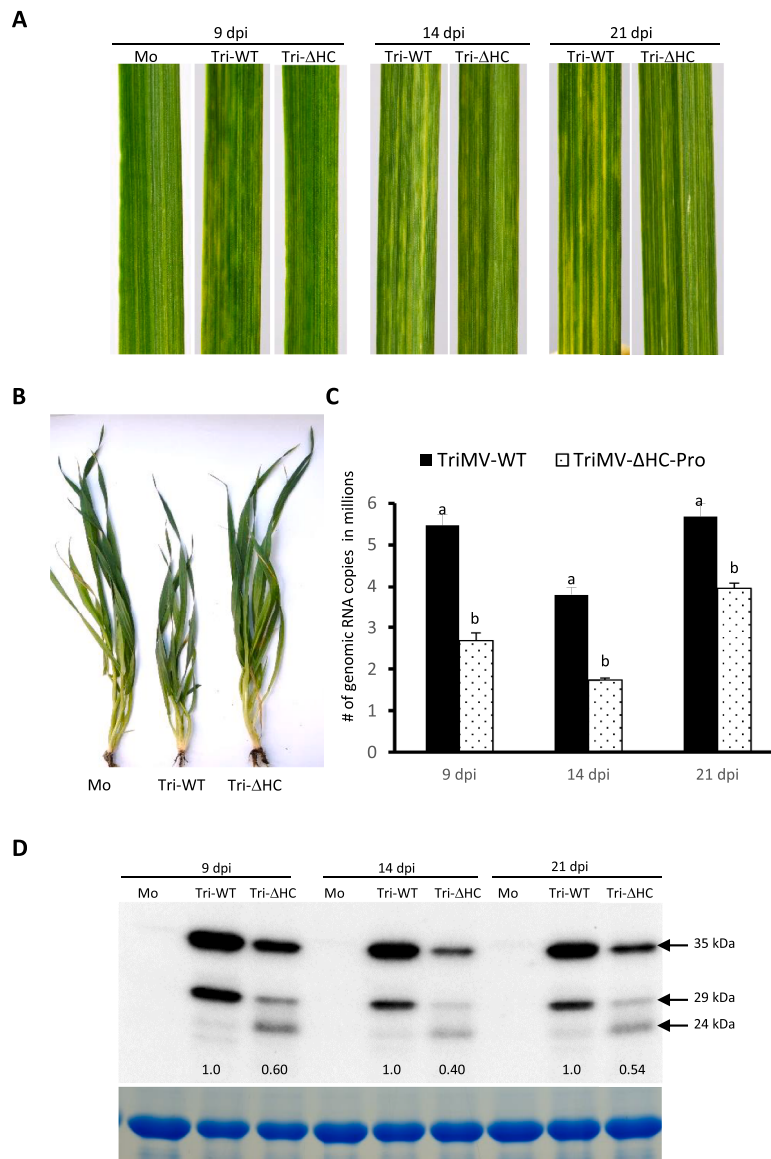 A
9 dpi 14 dpi 21 dpi
Mo Tri-WT Tri-ΔHC Tri-WT Tri-ΔHC Tri-WT Tri-ΔHC
B
Mo Tri-WT Tri-ΔHC
C
TriMV-WT TriMV-ΔHC-Pro
# of genomic RNA copies in millions
6
5
4
3
2
1
0
a b a b a b
9 dpi 14 dpi 21 dpi
D
9 dpi 14 dpi 21 dpi
Mo Tri-WT Tri-ΔHC Mo Tri-WT Tri-ΔHC Mo Tri-WT Tri-ΔHC
35 kDa
29 kDa
24 kDa
1.0 0.60 1.0 0.40 1.0 0.54